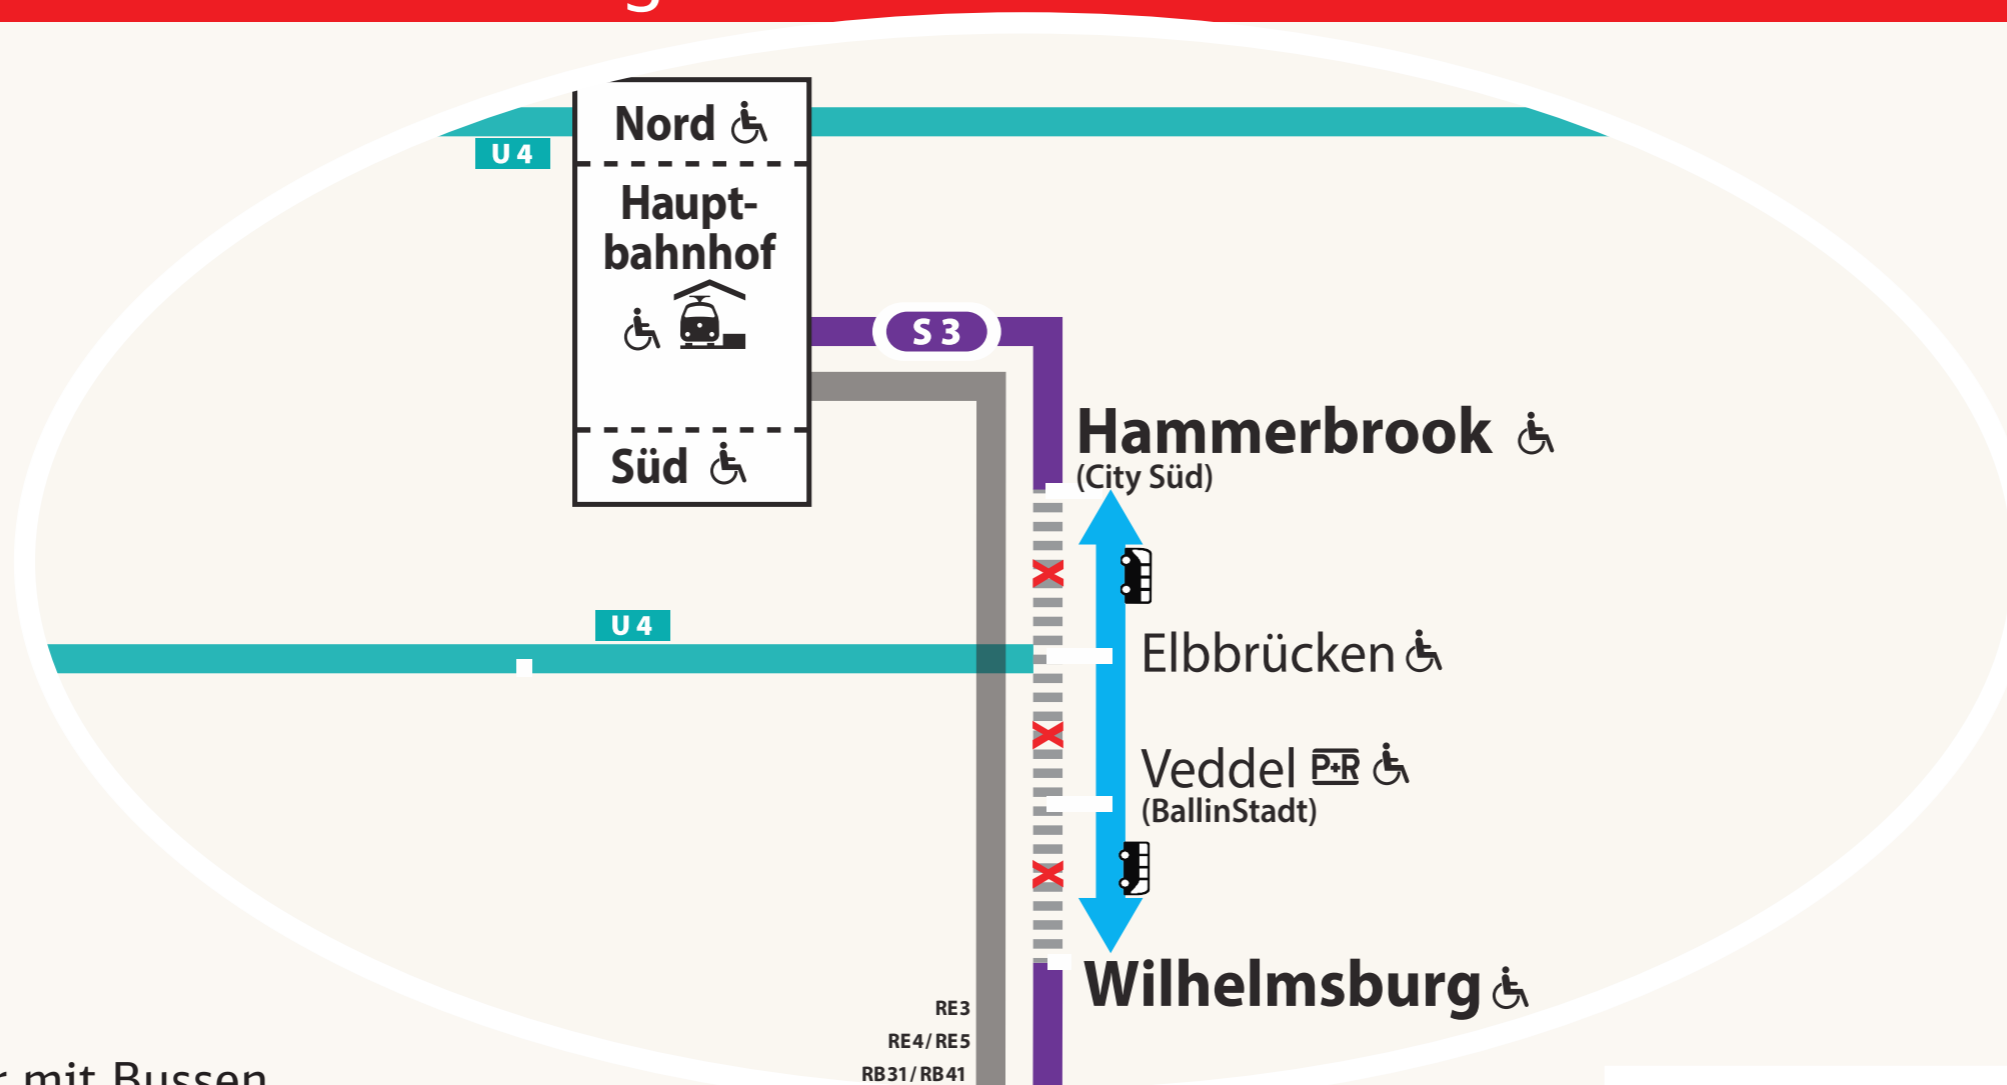 Nord
U 4
Haupt-
bahnhof
S 3
Hammerbrook
(City Süd)
Süd
U 4
Elbbrücken
Veddel P+R
(BallinStadt)
Wilhelmsburg
RE3
RE4/RE5
RB31/RB41
mit Bussen